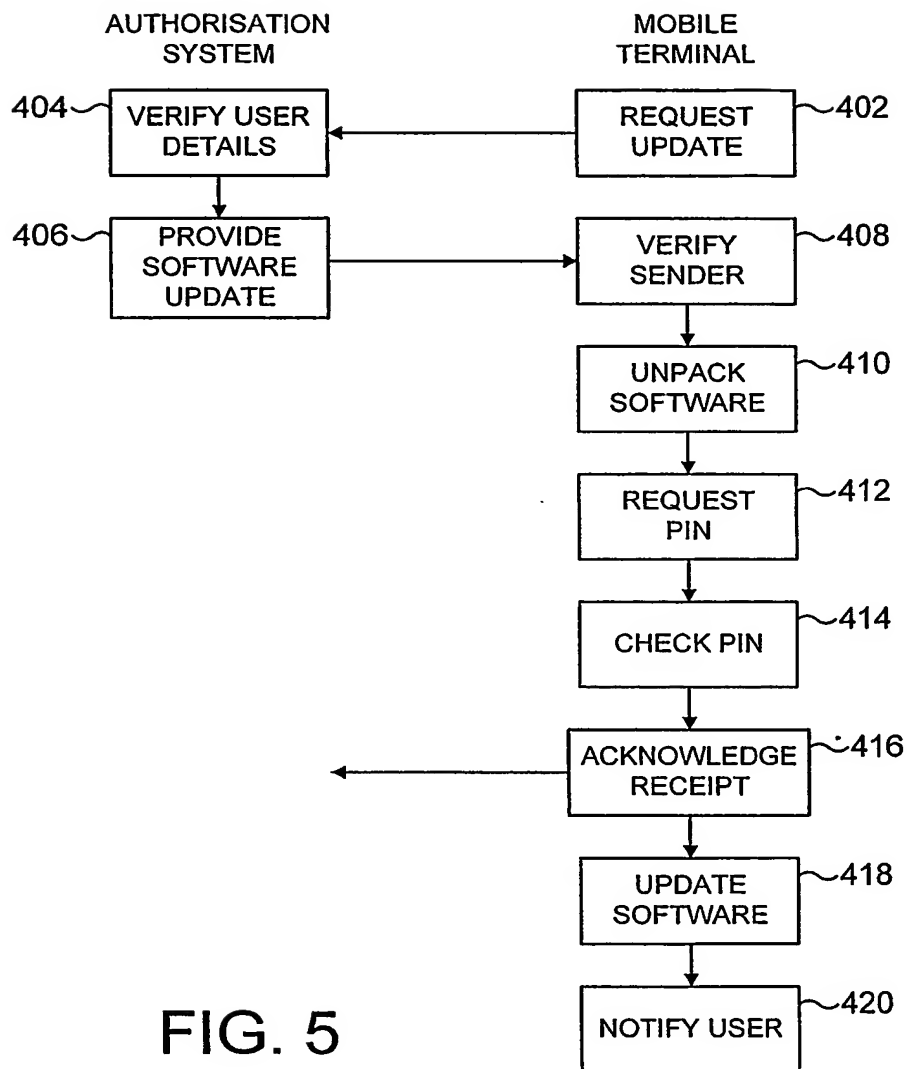 AUTHORISATION
SYSTEM
MOBILE
TERMINAL
404
VERIFY USER
DETAILS
REQUEST
UPDATE
402
406
PROVIDE
SOFTWARE
UPDATE
VERIFY
SENDER
408
UNPACK
SOFTWARE
410
REQUEST
PIN
412
CHECK PIN
414
ACKNOWLEDGE
RECEIPT
416
UPDATE
SOFTWARE
418
NOTIFY USER
420
FIG. 5